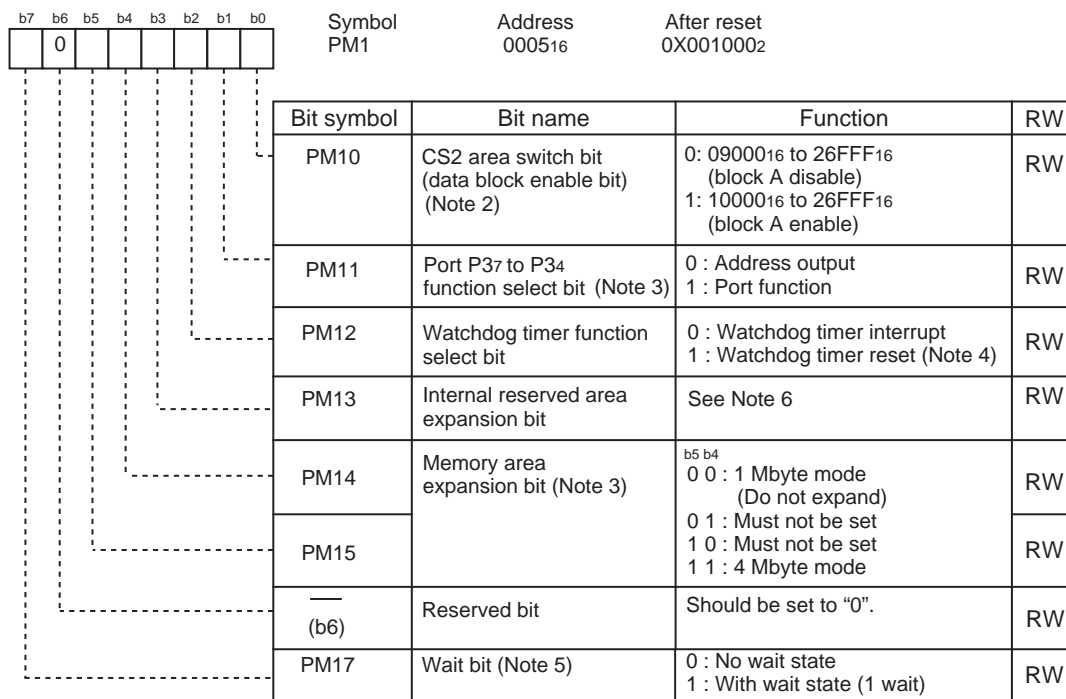 b7 b6 b5 b4 b3 b2 b1 b0
0
Symbol Address After reset
PM1 000516 0X0010002
Bit symbol Bit name Function RW
PM10 CS2 area switch bit
(data block enable bit)
(Note 2)
0: 0900016 to 26FFF16
(block A disable)
1: 1000016 to 26FFF16
(block A enable)
RW
PM11 Port P37 to P34
function select bit (Note 3)
0 : Address output
1 : Port function
RW
PM12 Watchdog timer function
select bit
0 : Watchdog timer interrupt
1 : Watchdog timer reset (Note 4)
RW
PM13 Internal reserved area
expansion bit
See Note 6
RW
PM14 Memory area
expansion bit (Note 3)
b5 b4
0 0 : 1 Mbyte mode
(Do not expand)
RW
PM15
0 1 : Must not be set
1 0 : Must not be set
1 1 : 4 Mbyte mode
RW
(b6) Reserved bit Should be set to “0”. RW
PM17 Wait bit (Note 5)
0 : No wait state
1 : With wait state (1 wait)
RW